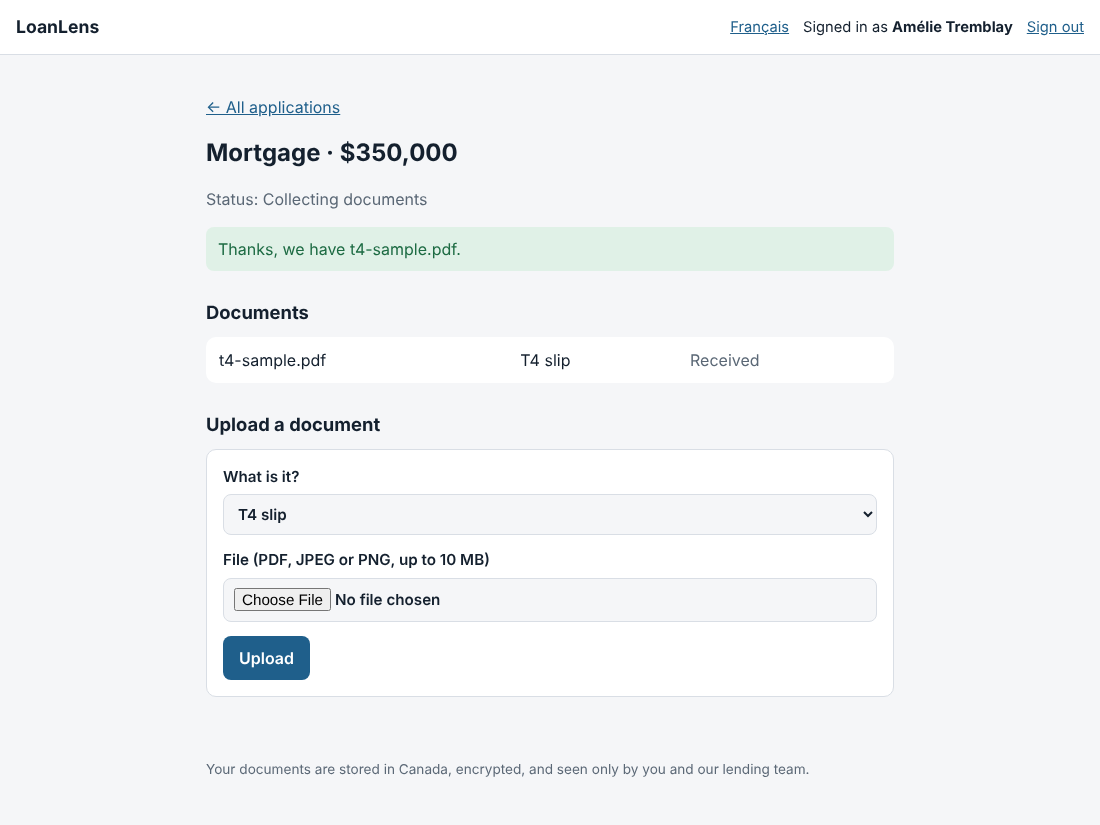 LoanLens
Français Signed in as Amélie Tremblay Sign out
← All applications
Mortgage · $350,000
Status: Collecting documents
Thanks, we have t4-sample.pdf.
Documents
t4-sample.pdf T4 slip Received
Upload a document
What is it?
T4 slip
File (PDF, JPEG or PNG, up to 10 MB)
Choose File No file chosen
Upload
Your documents are stored in Canada, encrypted, and seen only by you and our lending team.